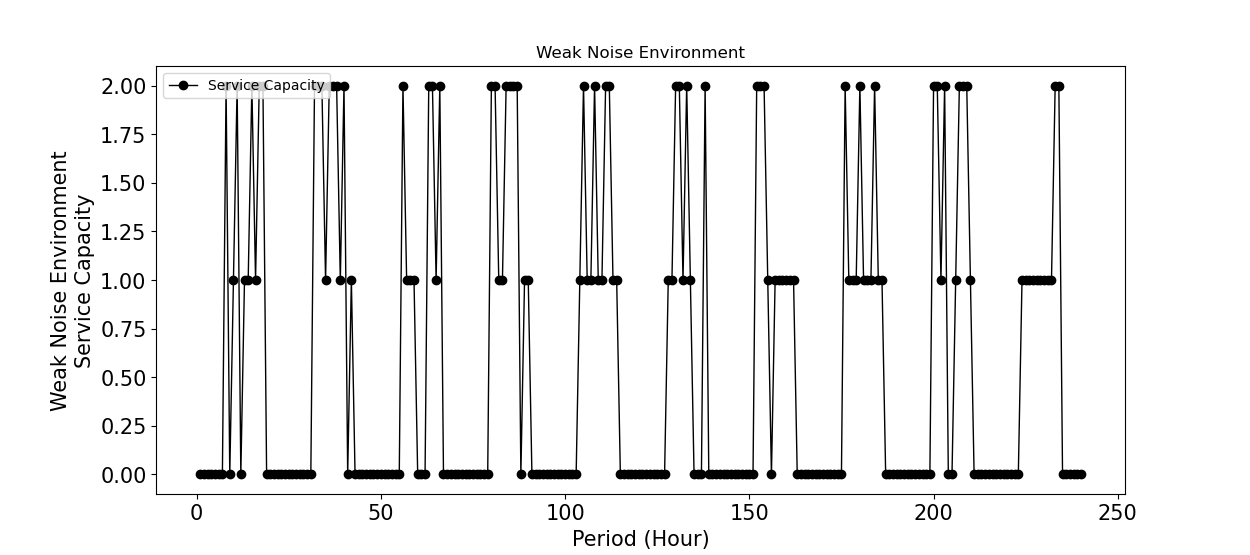 Weak Noise Environment
Service Capacity
2.00
1.75
1.50
1.25
1.00
0.75
0.50
0.25
0.00
Weak Noise Environment
Service Capacity
0 50 100 150 200 250
Period (Hour)